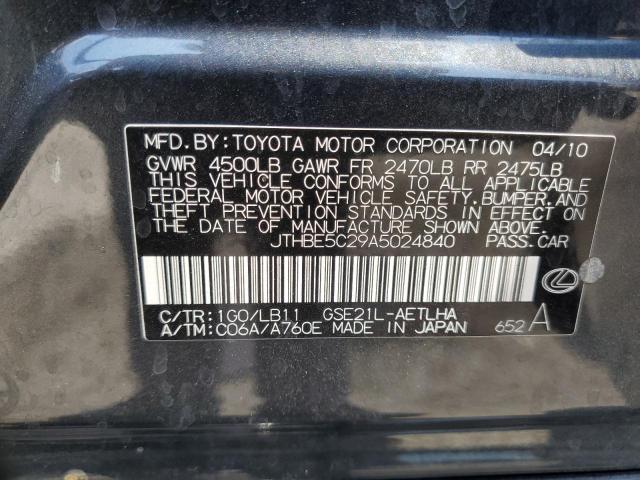 MFD. BY: TOYOTA MOTOR CORPORATION 04/10
GVWR 4500LB GAWR FR 2470LB RR 2475LB
THIS VEHICLE CONFORMS TO ALL APPLICABLE
FEDERAL MOTOR VEHICLE SAFETY, BUMPER, AND
THEFT PREVENTION STANDARDS IN EFFECT ON
THE DATE OF MANUFACTURE SHOWN ABOVE.
JTHBE5C29A5024840 PASS. CAR
C/TR: 1G0/LB11 GSE21L-AETLHA
A/TM: C06A/A760E MADE IN JAPAN 652 A